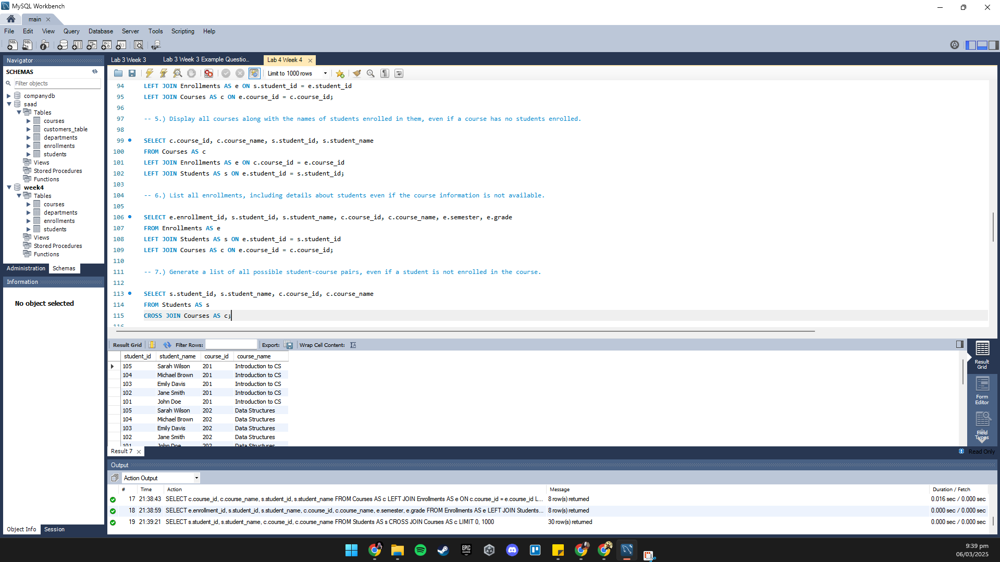 MySQL Workbench
main
File Edit View Query Database Server Tools Scripting Help
Navigator
SCHEMAS
Filter objects
companydb
saad
Tables
courses
customers_table
departments
enrollments
students
Views
Stored Procedures
Functions
week4
Tables
courses
departments
enrollments
students
Views
Stored Procedures
Functions
Administration Schemas
Information
No object selected
Object Info Session
Lab 3 Week 3 Lab 3 Week 3 Example Questio... Lab 4 Week 4
Limit to 1000 rows
94 LEFT JOIN Enrollments AS e ON s.student_id = e.student_id
95 LEFT JOIN Courses AS c ON e.course_id = c.course_id;
96
97 -- 5.) Display all courses along with the names of students enrolled in them, even if a course has no students enrolled.
98
99 SELECT c.course_id, c.course_name, s.student_id, s.student_name
100 FROM Courses AS c
101 LEFT JOIN Enrollments AS e ON c.course_id = e.course_id
102 LEFT JOIN Students AS s ON e.student_id = s.student_id;
103
104 -- 6.) List all enrollments, including details about students even if the course information is not available.
105
106 SELECT e.enrollment_id, s.student_id, s.student_name, c.course_id, c.course_name, e.semester, e.grade
107 FROM Enrollments AS e
108 LEFT JOIN Students AS s ON e.student_id = s.student_id
109 LEFT JOIN Courses AS c ON e.course_id = c.course_id;
110
111 -- 7.) Generate a list of all possible student-course pairs, even if a student is not enrolled in the course.
112
113 SELECT s.student_id, s.student_name, c.course_id, c.course_name
114 FROM Students AS s
115 CROSS JOIN Courses AS c;
116
Result Grid Filter Rows: Export: Wrap Cell Content:
student_id student_name course_id course_name
105 Sarah Wilson 201 Introduction to CS
104 Michael Brown 201 Introduction to CS
103 Emily Davis 201 Introduction to CS
102 Jane Smith 201 Introduction to CS
101 John Doe 201 Introduction to CS
105 Sarah Wilson 202 Data Structures
104 Michael Brown 202 Data Structures
103 Emily Davis 202 Data Structures
102 Jane Smith 202 Data Structures
101 John Doe 202 Data Structures
Result Grid
Form Editor
Field Types
Result 7
Read Only
Output
Action Output
# Time Action Message Duration / Fetch
17 21:38:43 SELECT c.course_id, c.course_name, s.student_id, s.student_name FROM Courses AS c LEFT JOIN Enrollments AS e ON c.course_id = e.course_id L... 8 row(s) returned 0.016 sec / 0.000 sec
18 21:38:59 SELECT e.enrollment_id, s.student_id, s.student_name, c.course_id, c.course_name, e.semester, e.grade FROM Enrollments AS e LEFT JOIN Students... 8 row(s) returned 0.000 sec / 0.000 sec
19 21:39:21 SELECT s.student_id, s.student_name, c.course_id, c.course_name FROM Students AS s CROSS JOIN Courses AS c LIMIT 0, 1000 30 row(s) returned 0.000 sec / 0.000 sec
EPIC GAMES
9:39 pm
06/03/2025